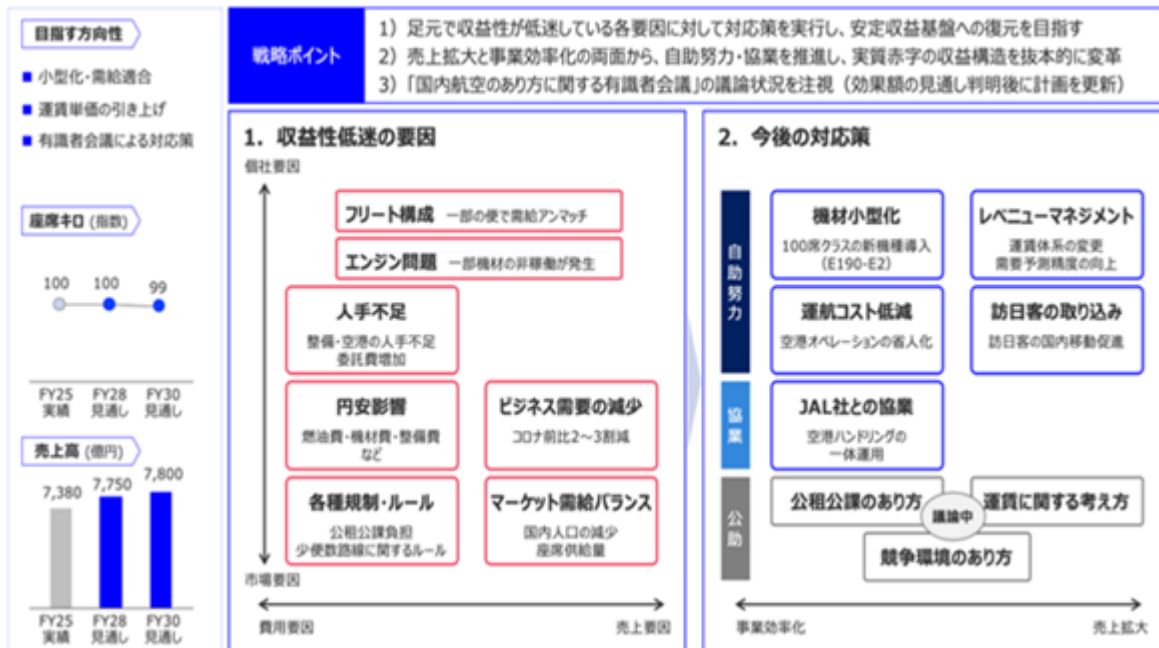 目指す方向性
■ 小型化・需給適合
■ 運賃単価の引き上げ
■ 有識者会議による対応策
座席キロ (指数)
100 100 99
FY25 FY28 FY30
実績 見通し 見通し
売上高 (億円)
7,380 7,750 7,800
FY25 FY28 FY30
実績 見通し 見通し
戦略ポイント
1) 足元で収益性が低迷している各要因に対して対応策を実行し、安定収益基盤への復元を目指す
2) 売上拡大と事業効率化の両面から、自助努力・協業を推進し、実質赤字の収益構造を抜本的に変革
3) 「国内航空のあり方に関する有識者会議」の議論状況を注視（効果額の見通し判明後に計画を更新）
1. 収益性低迷の要因
個社要因
フリート構成 一部の便で需給アンマッチ
エンジン問題 一部機材の非稼働が発生
人手不足
整備・空港の人手不足
委託費増加
円安影響
燃油費・機材費・整備費
など
ビジネス需要の減少
コロナ前比2～3割減
各種規制・ルール
公租公課負担
少便数路線に関するルール
マーケット需給バランス
国内人口の減少
座席供給量
市場要因
費用要因
売上要因
2. 今後の対応策
自助努力
機材小型化
100席クラスの新機種導入
(E190-E2)
レベニューマネジメント
運賃体系の変更
需要予測精度の向上
運航コスト低減
空港オペレーションの省人化
訪日客の取り込み
訪日客の国内移動促進
協業
JAL社との協業
空港ハンドリングの
一体運用
公助
公租公課のあり方
運賃に関する考え方
議論中
競争環境のあり方
事業効率化
売上拡大